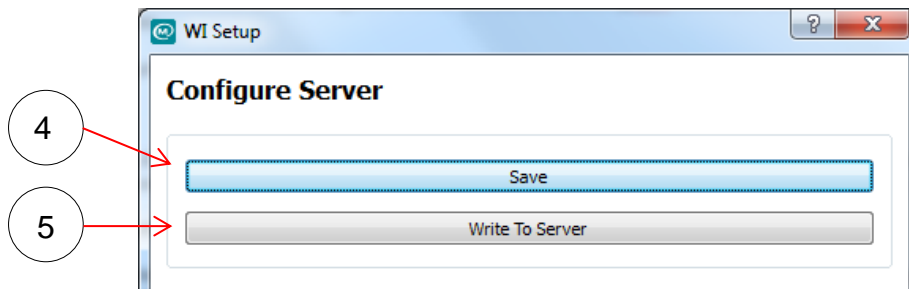 WI Setup
?
X
Configure Server
4
Save
5
Write To Server